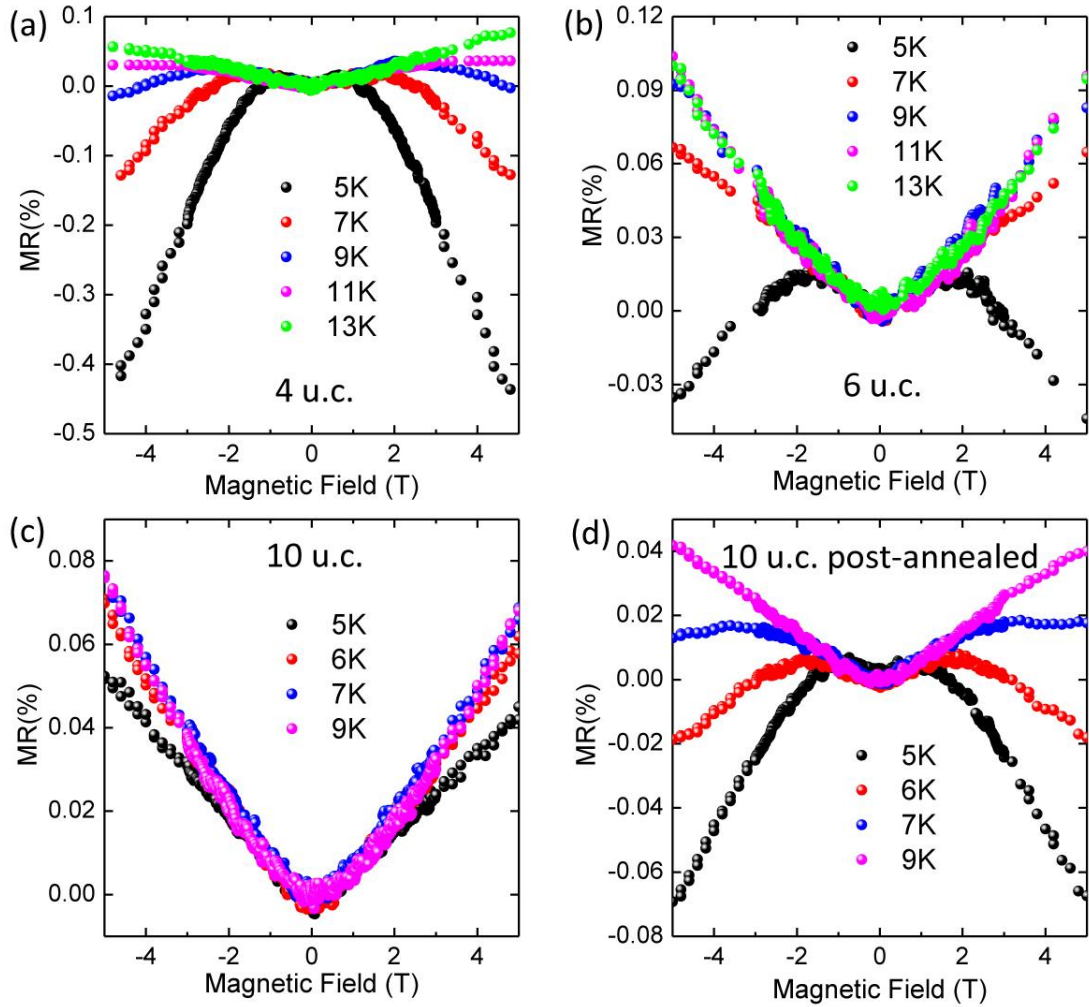 (a)
0.1
0.0
-0.1
-0.2
-0.3
-0.4
-0.5
MR(%)
5K
7K
9K
11K
13K
4 u.c.
-4 -2 0 2 4
Magnetic Field (T)
(b)
0.12
0.09
0.06
0.03
0.00
-0.03
MR(%)
5K
7K
9K
11K
13K
6 u.c.
-4 -2 0 2 4
Magnetic Field (T)
(c)
0.08
0.06
0.04
0.02
0.00
MR(%)
10 u.c.
5K
6K
7K
9K
-4 -2 0 2 4
Magnetic Field (T)
(d)
0.04
0.02
0.00
-0.02
-0.04
-0.06
-0.08
MR(%)
10 u.c. post-annealed
5K
6K
7K
9K
-4 -2 0 2 4
Magnetic Field (T)